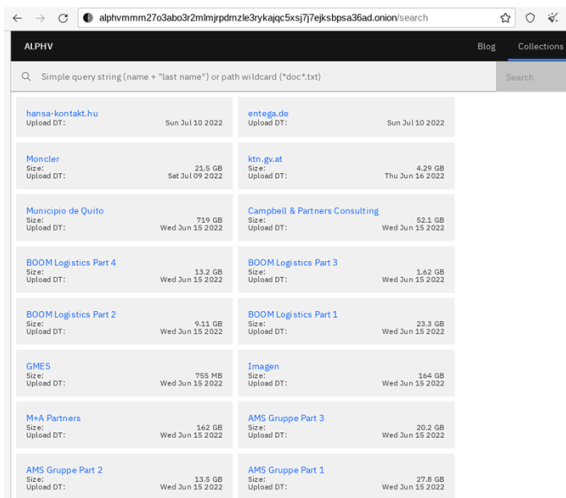 alphvmmm27o3abo3r2mlmjrpdmzle3rykajqc5xsj7j7ejksbpsa36ad.onion/search
ALPHV Blog Collections
Simple query string (name + "last name") or path wildcard (*doc*.txt) Search
hansa-kontakt.hu
Upload DT: Sun Jul 10 2022
entega.de
Upload DT: Sun Jul 10 2022
Moncler
Size: 21.5 GB
Upload DT: Sat Jul 09 2022
ktn.gv.at
Size: 4.29 GB
Upload DT: Thu Jun 16 2022
Municipio de Quito
Size: 719 GB
Upload DT: Wed Jun 15 2022
Campbell & Partners Consulting
Size: 52.1 GB
Upload DT: Wed Jun 15 2022
BOOM Logistics Part 4
Size: 13.2 GB
Upload DT: Wed Jun 15 2022
BOOM Logistics Part 3
Size: 1.62 GB
Upload DT: Wed Jun 15 2022
BOOM Logistics Part 2
Size: 9.11 GB
Upload DT: Wed Jun 15 2022
BOOM Logistics Part 1
Size: 23.3 GB
Upload DT: Wed Jun 15 2022
GMES
Size: 755 MB
Upload DT: Wed Jun 15 2022
Imagen
Size: 164 GB
Upload DT: Wed Jun 15 2022
M+A Partners
Size: 162 GB
Upload DT: Wed Jun 15 2022
AMS Gruppe Part 3
Size: 20.2 GB
Upload DT: Wed Jun 15 2022
AMS Gruppe Part 2
Size: 13.5 GB
Upload DT: Wed Jun 15 2022
AMS Gruppe Part 1
Size: 27.8 GB
Upload DT: Wed Jun 15 2022